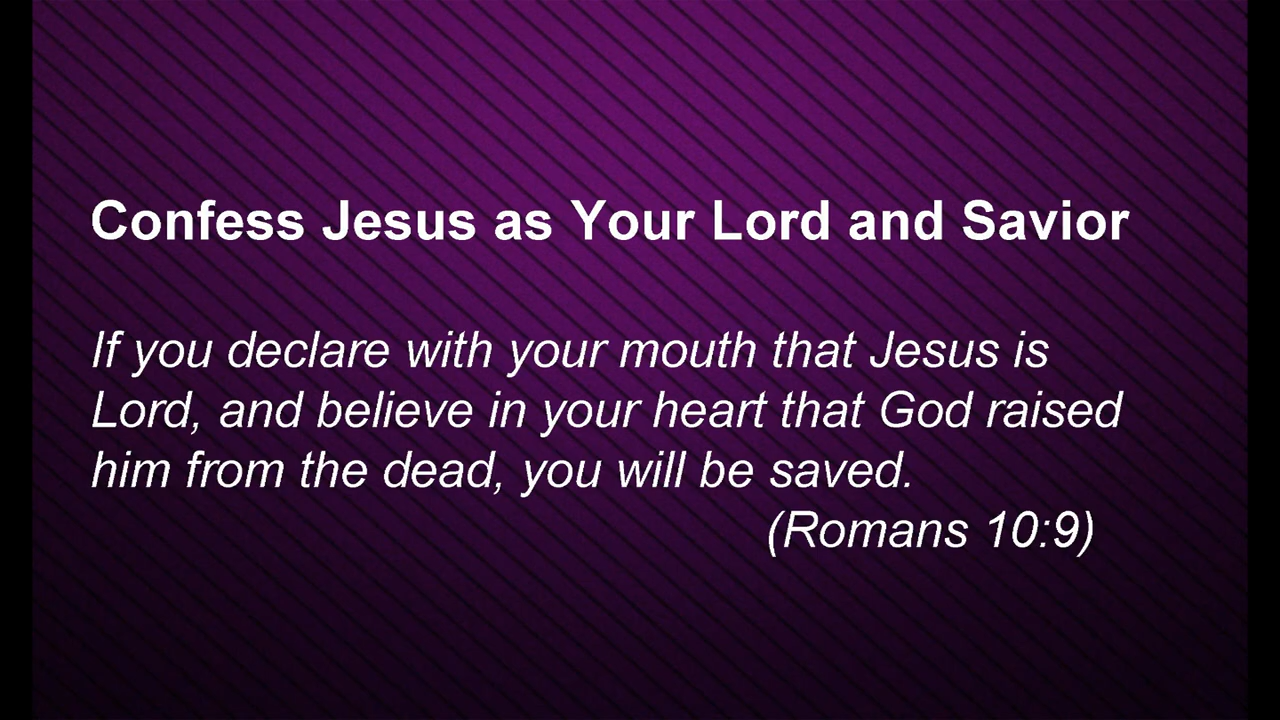 Confess Jesus as Your Lord and Savior
If you declare with your mouth that Jesus is
Lord, and believe in your heart that God raised
him from the dead, you will be saved.
(Romans 10:9)